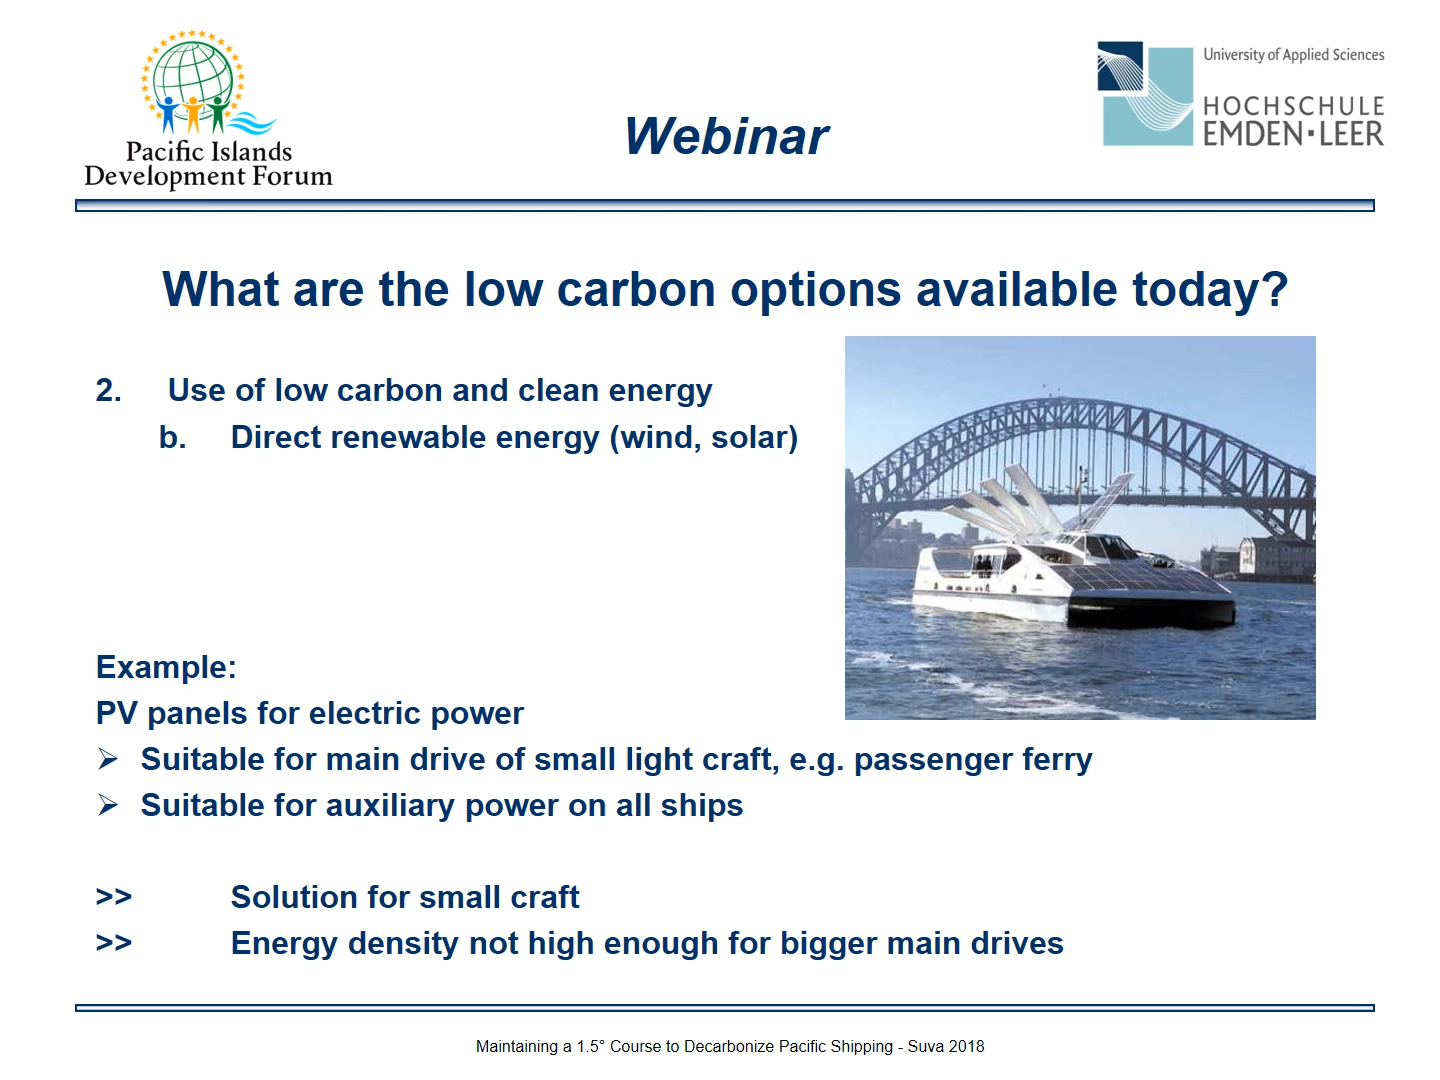 Pacific Islands
Development Forum
Webinar
University of Applied Sciences
HOCHSCHULE
EMDEN·LEER
What are the low carbon options available today?
2. Use of low carbon and clean energy
b. Direct renewable energy (wind, solar)
Example:
PV panels for electric power
➢ Suitable for main drive of small light craft, e.g. passenger ferry
➢ Suitable for auxiliary power on all ships
>> Solution for small craft
>> Energy density not high enough for bigger main drives
Maintaining a 1.5° Course to Decarbonize Pacific Shipping - Suva 2018